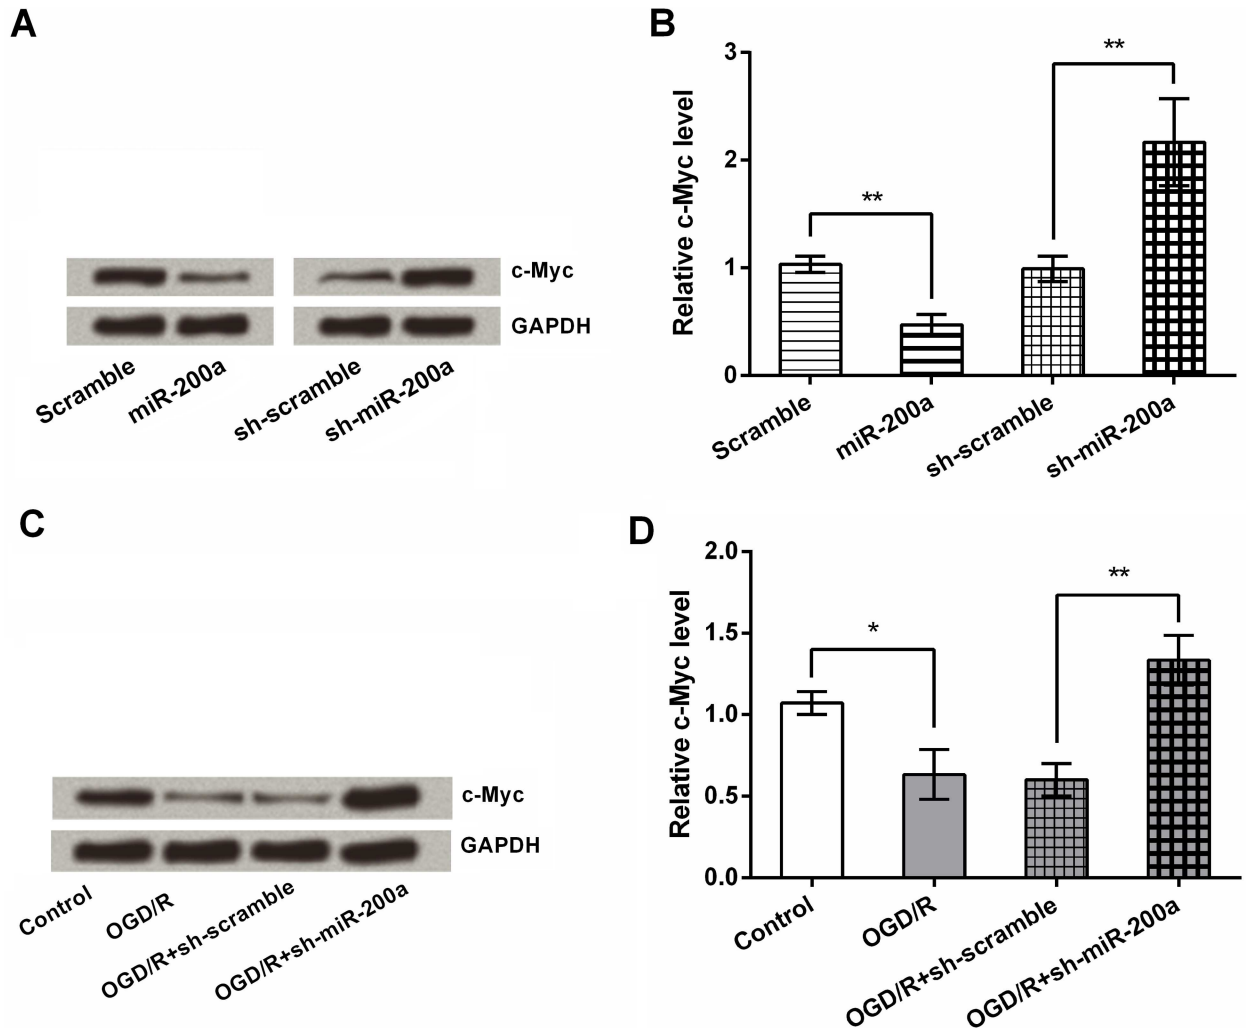 A
c-Myc
GAPDH
Scramble
miR-200a
sh-scramble
sh-miR-200a
B
Relative c-Myc level
3
2
1
0
**
**
Scramble
miR-200a
sh-scramble
sh-miR-200a
C
c-Myc
GAPDH
Control
OGD/R
OGD/R+sh-scramble
OGD/R+sh-miR-200a
D
Relative c-Myc level
2.0
1.5
1.0
0.5
0.0
*
**
Control
OGD/R
OGD/R+sh-scramble
OGD/R+sh-miR-200a